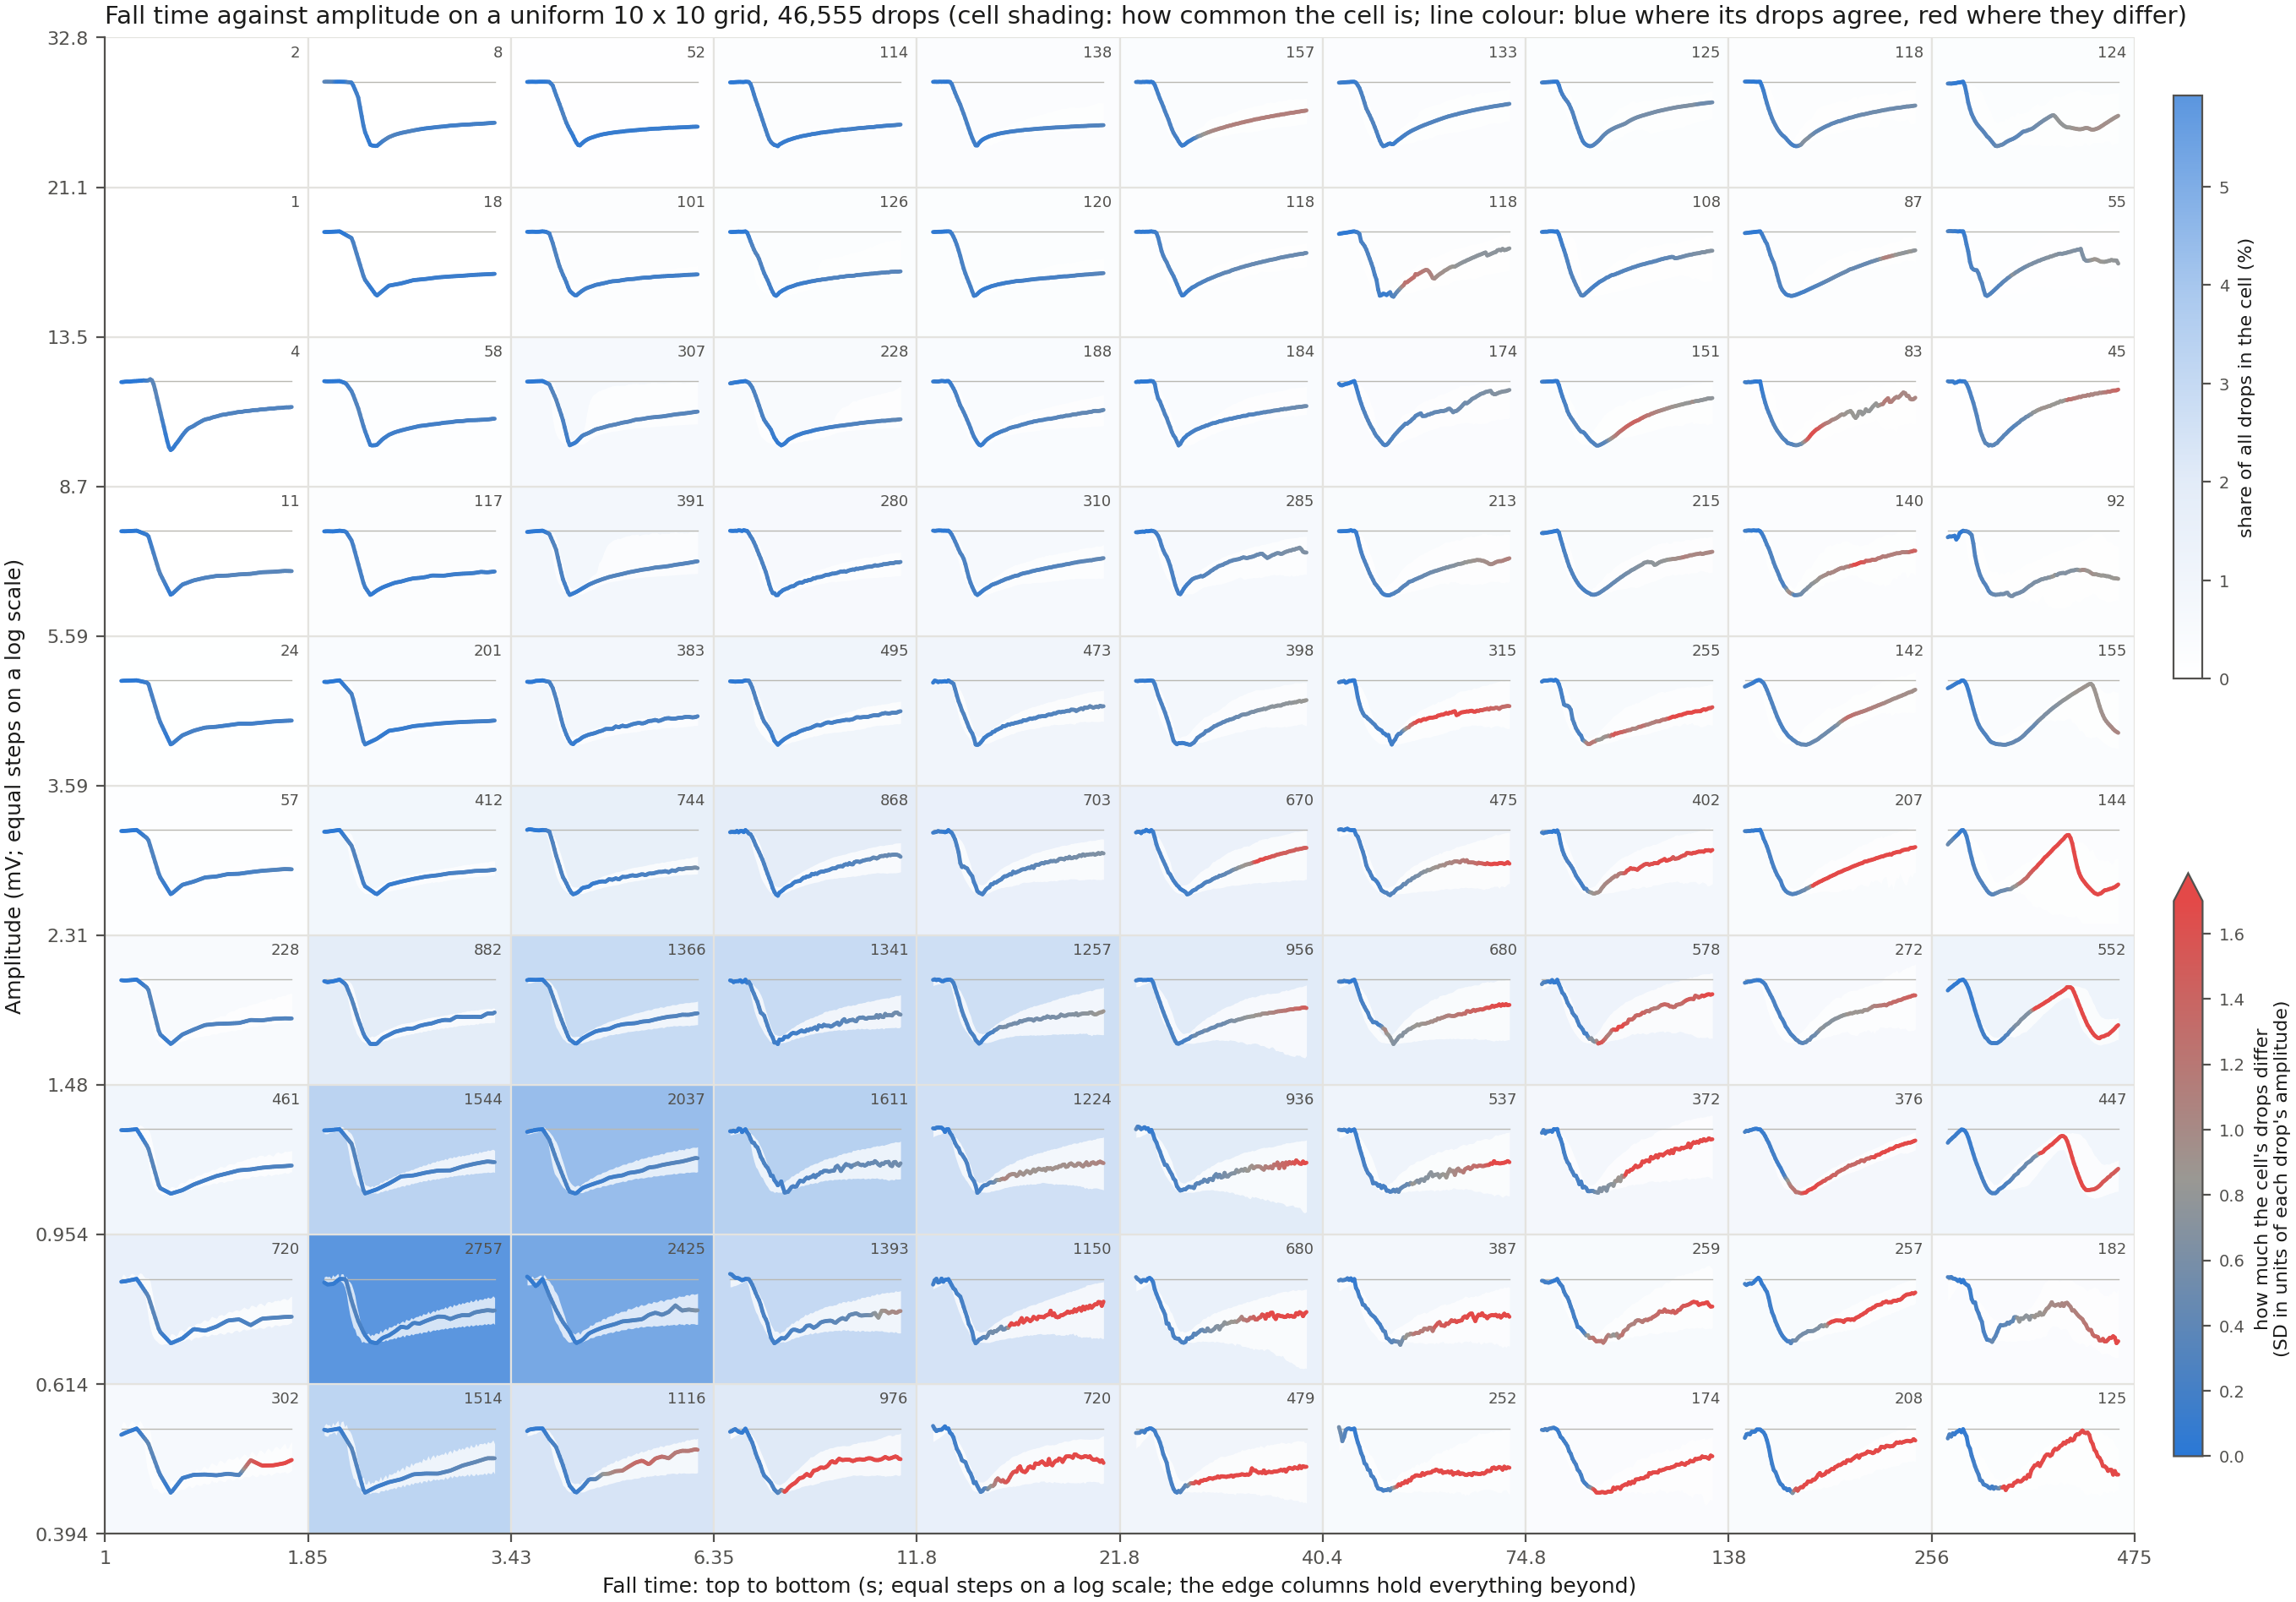 Fall time against amplitude on a uniform 10 x 10 grid, 46,555 drops (cell shading: how common the cell is; line colour: blue where its drops agree, red where they differ)
32.8
2 8 52 114 138 157 133 125 118 124
21.1
1 18 101 126 120 118 118 108 87 55
13.5
4 58 307 228 188 184 174 151 83 45
8.7
11 117 391 280 310 285 213 215 140 92
5.59
24 201 383 495 473 398 315 255 142 155
3.59
57 412 744 868 703 670 475 402 207 144
2.31
228 882 1366 1341 1257 956 680 578 272 552
1.48
461 1544 2037 1611 1224 936 537 372 376 447
0.954
720 2757 2425 1393 1150 680 387 259 257 182
0.614
302 1514 1116 976 720 479 252 174 208 125
0.394
1 1.85 3.43 6.35 11.8 21.8 40.4 74.8 138 256 475
Fall time: top to bottom (s; equal steps on a log scale; the edge columns hold everything beyond)
Amplitude (mV; equal steps on a log scale)
5
4
3
2
1
0
share of all drops in the cell (%)
1.6
1.4
1.2
1.0
0.8
0.6
0.4
0.2
0.0
how much the cell's drops differ
(SD in units of each drop's amplitude)